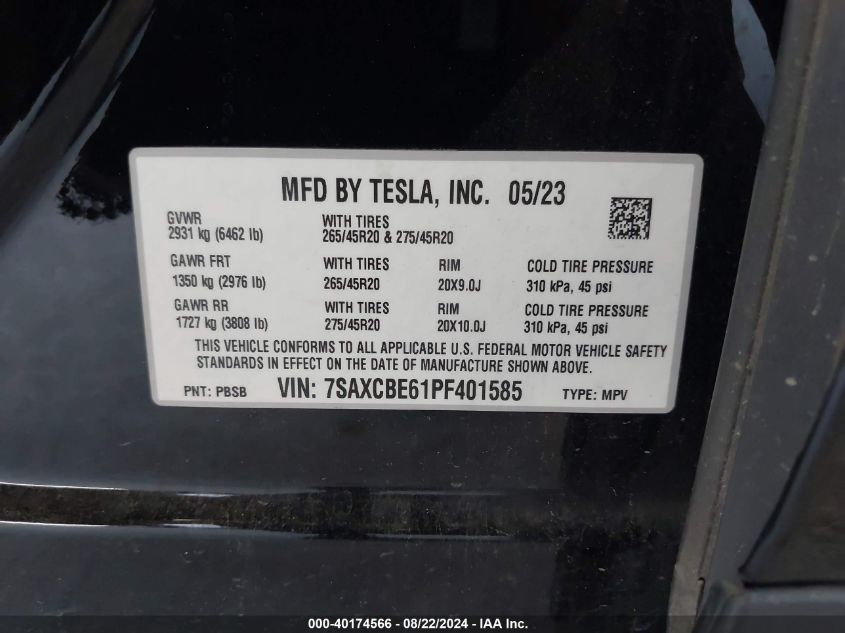 MFD BY TESLA, INC. 05/23
GVWR WITH TIRES
2931 kg (6462 lb) 265/45R20 & 275/45R20
GAWR FRT WITH TIRES RIM COLD TIRE PRESSURE
1350 kg (2976 lb) 265/45R20 20X9.0J 310 kPa, 45 psi
GAWR RR WITH TIRES RIM COLD TIRE PRESSURE
1727 kg (3808 lb) 275/45R20 20X10.0J 310 kPa, 45 psi
THIS VEHICLE CONFORMS TO ALL APPLICABLE U.S. FEDERAL MOTOR VEHICLE SAFETY
STANDARDS IN EFFECT ON THE DATE OF MANUFACTURE SHOWN ABOVE.
PNT: PBSB VIN: 7SAXCBE61PF401585 TYPE: MPV
000-40174566 - 08/22/2024 - IAA Inc.